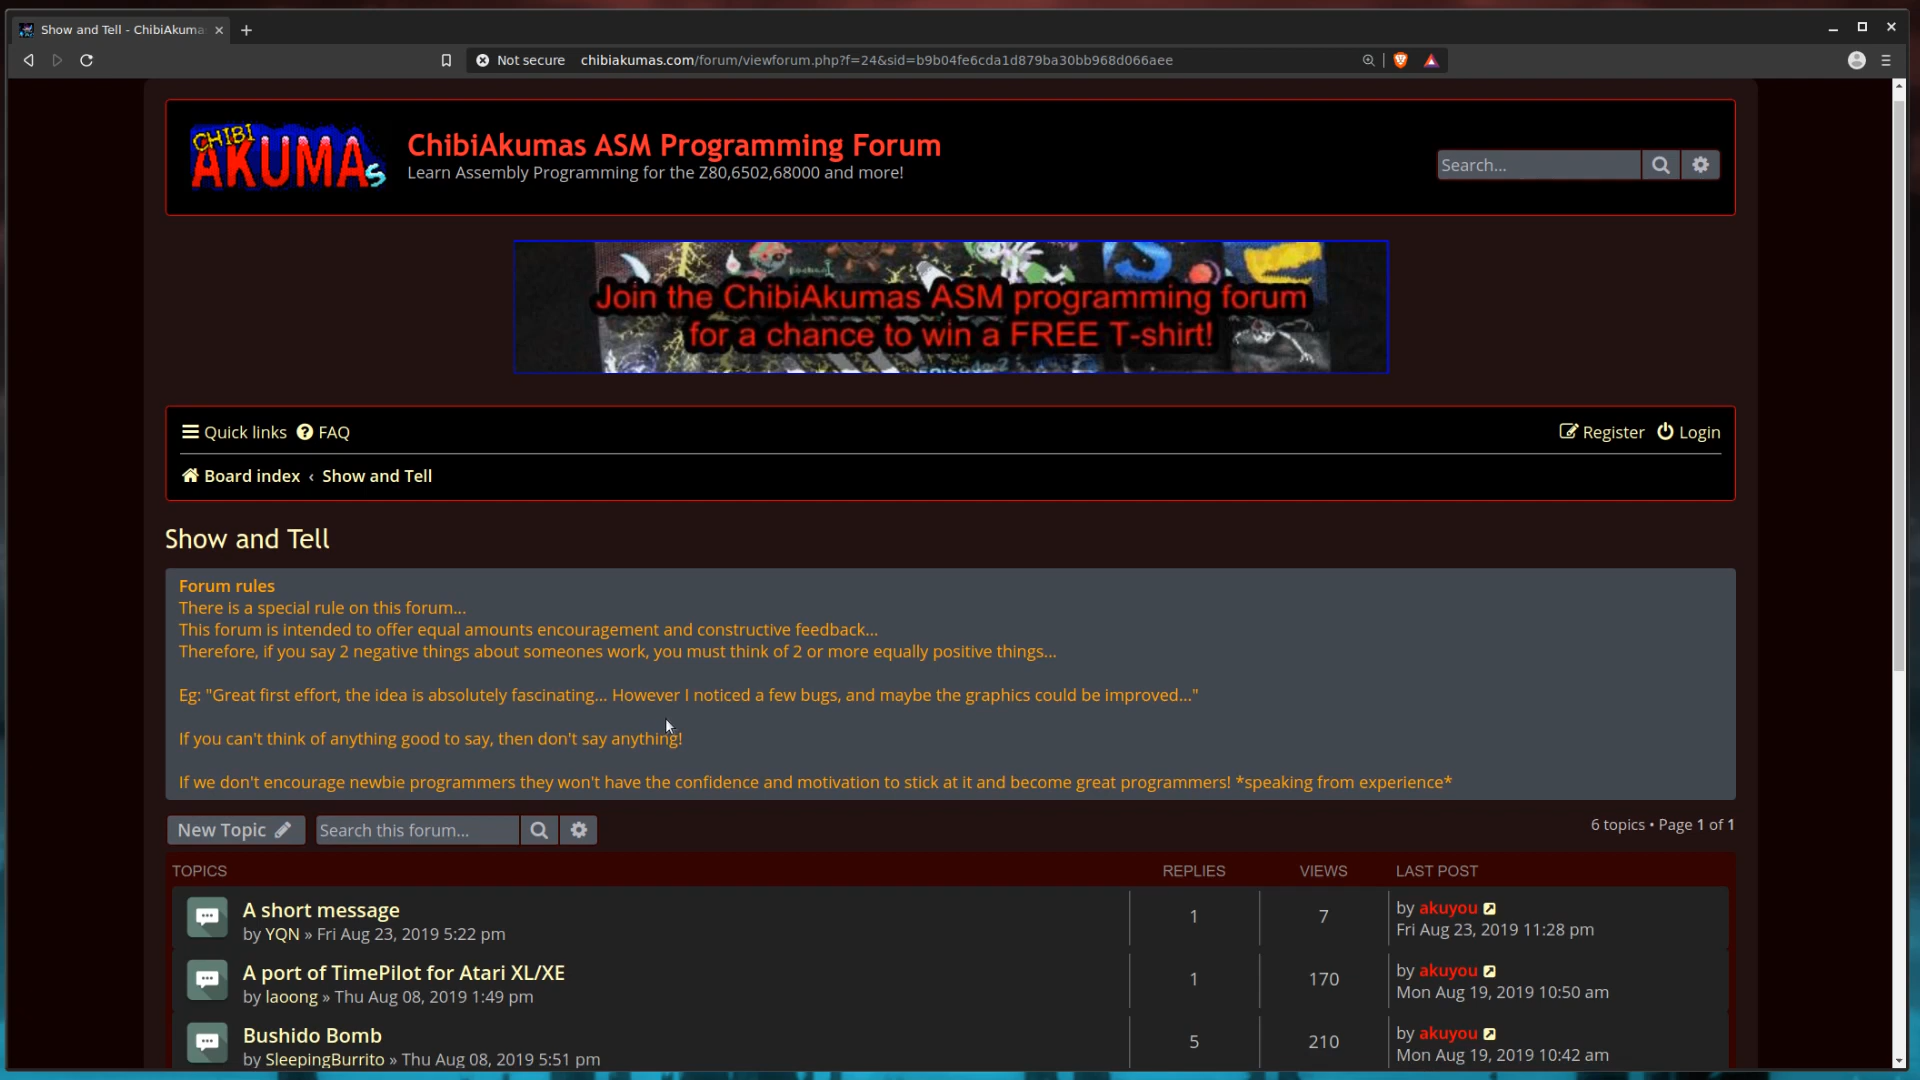 Show and Tell - ChibiAkuma
Not secure chibiakumas.com/forum/viewforum.php?f=24&sid=b9b04fe6cda1d879ba30bb968d066aee
CHIBI
AKUMAs
ChibiAkumas ASM Programming Forum
Learn Assembly Programming for the Z80,6502,68000 and more!
Search...
Join the ChibiAkumas ASM programming forum
for a chance to win a FREE T-shirt!
Quick links FAQ
Register Login
Board index ‹ Show and Tell
Show and Tell
Forum rules
There is a special rule on this forum...
This forum is intended to offer equal amounts encouragement and constructive feedback...
Therefore, if you say 2 negative things about someones work, you must think of 2 or more equally positive things...
Eg: "Great first effort, the idea is absolutely fascinating... However I noticed a few bugs, and maybe the graphics could be improved..."
If you can't think of anything good to say, then don't say anything!
If we don't encourage newbie programmers they won't have the confidence and motivation to stick at it and become great programmers! *speaking from experience*
New Topic Search this forum... 6 topics • Page 1 of 1
TOPICS REPLIES VIEWS LAST POST
A short message
by YQN » Fri Aug 23, 2019 5:22 pm
1 7
by akuyou
Fri Aug 23, 2019 11:28 pm
A port of TimePilot for Atari XL/XE
by laoong » Thu Aug 08, 2019 1:49 pm
1 170
by akuyou
Mon Aug 19, 2019 10:50 am
Bushido Bomb
by SleepingBurrito » Thu Aug 08, 2019 5:51 pm
5 210
by akuyou
Mon Aug 19, 2019 10:42 am